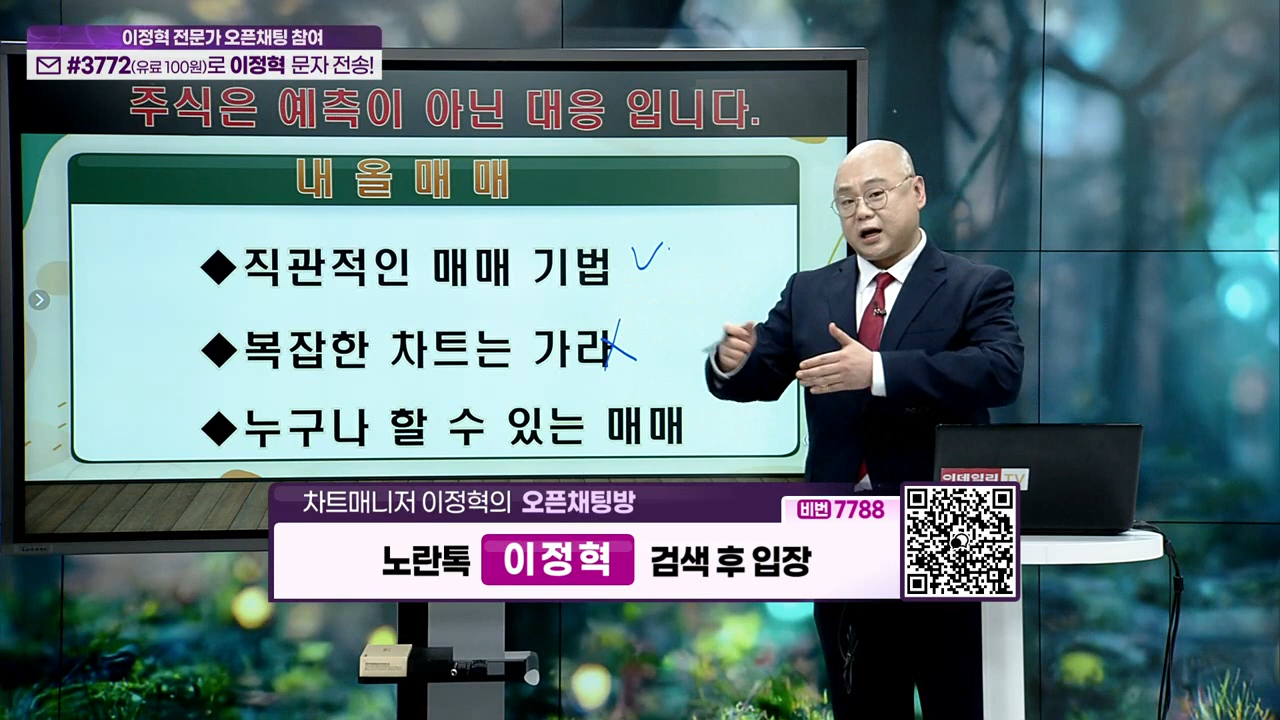 이정혁 전문가 오픈채팅 참여
#3772(유료 100원)로 이정혁 문자 전송!
주식은 예측이 아닌 대응 입니다.
내올매매
◆직관적인 매매 기법
◆복잡한 차트는 가라
◆누구나 할 수 있는 매매
이데일리 TV
차트매니저 이정혁의 오픈채팅방
비번 7788
노란톡 이정혁 검색 후 입장